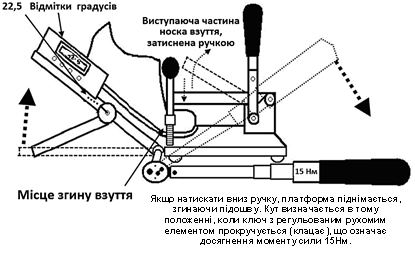 22,5 Відмітки градусів
Виступаюча частина
носка взуття,
затиснена ручкою
15 Нм
Місце згину взуття
Якщо натискати вниз ручку, платформа піднімається,
згинаючи підошву. Кут визначається в тому
положенні, коли ключ з регульованим рухомим
елементом прокручується (клацає), що означає
досягнення моменту сили 15Нм.